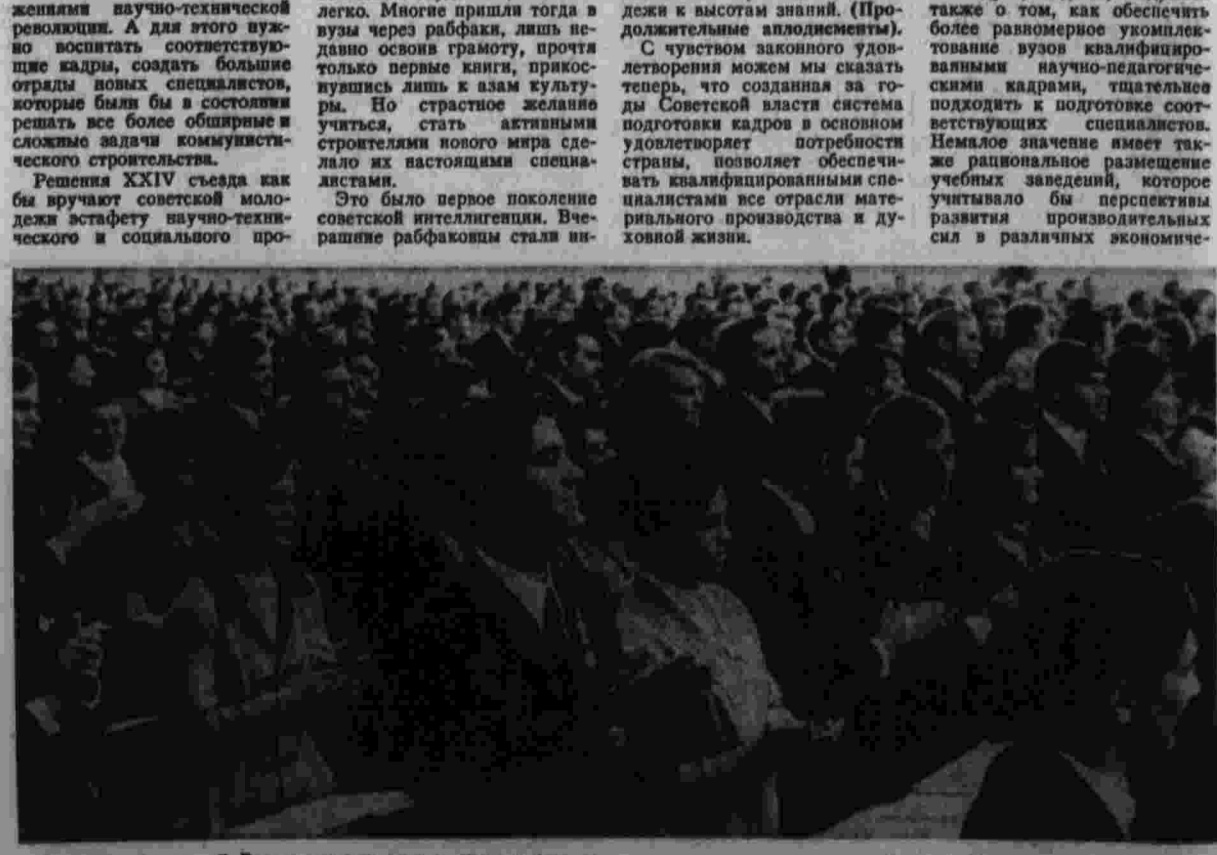 жениями научно-технической
революции. А для этого нуж-
но воспитать соответствую-
щие кадры, создать большие
отряды новых специалистов,
которые были бы в состоянии
решать все более обширные и
сложные задачи коммунисти-
ческого строительства.
Решения XXIV съезда как
бы вручают советской моло-
дежи эстафету научно-техни-
ческого и социального про-
легко. Многие пришли тогда в
вузы через рабфаки, лишь не-
давно освоив грамоту, прочтя
только первые книги, прикос-
нувшись лишь к азам культу-
ры. Но страстное желание
учиться, стать активными
строителями нового мира сде-
лало их настоящими специа-
листами.
Это было первое поколение
советской интеллигенции. Вче-
рашние рабфаковцы стали ин-
дежи к высотам знаний. (Про-
должительные аплодисменты).
С чувством законного удов-
летворения можем мы сказать
теперь, что созданная за го-
ды Советской власти система
подготовки кадров в основном
удовлетворяет потребности
страны, позволяет обеспечи-
вать квалифицированными спе-
циалистами все отрасли мате-
риального производства и ду-
ховной жизни.
также о том, как обеспечить
более равномерное укомплек-
тование вузов квалифициро-
ванными научно-педагогиче-
скими кадрами, тщательнее
подходить к подготовке соот-
ветствующих специалистов.
Немалое значение имеет так-
же рациональное размещение
учебных заведений, которое
учитывало бы перспективы
развития производительных
сил в различных экономиче-